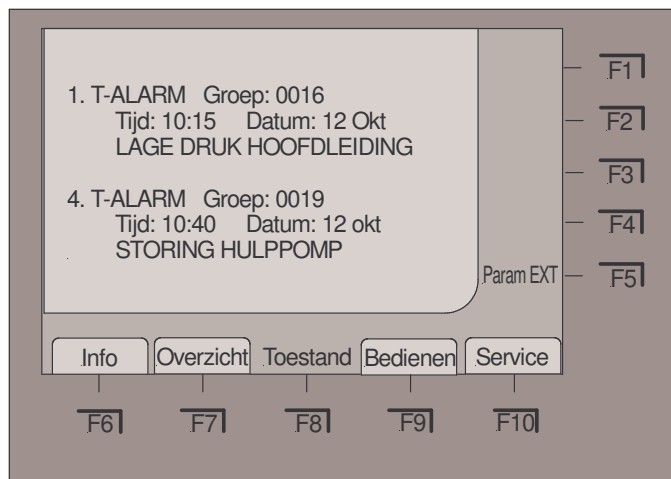 1. T-ALARM Groep: 0016
Tijd: 10:15 Datum: 12 Okt
LAGE DRUK HOOFDLEIDING
4. T-ALARM Groep: 0019
Tijd: 10:40 Datum: 12 okt
STORING HULPPOMP
F1
F2
F3
F4
Param EXT F5
Info Overzicht Toestand Bedienen Service
F6 F7 F8 F9 F10